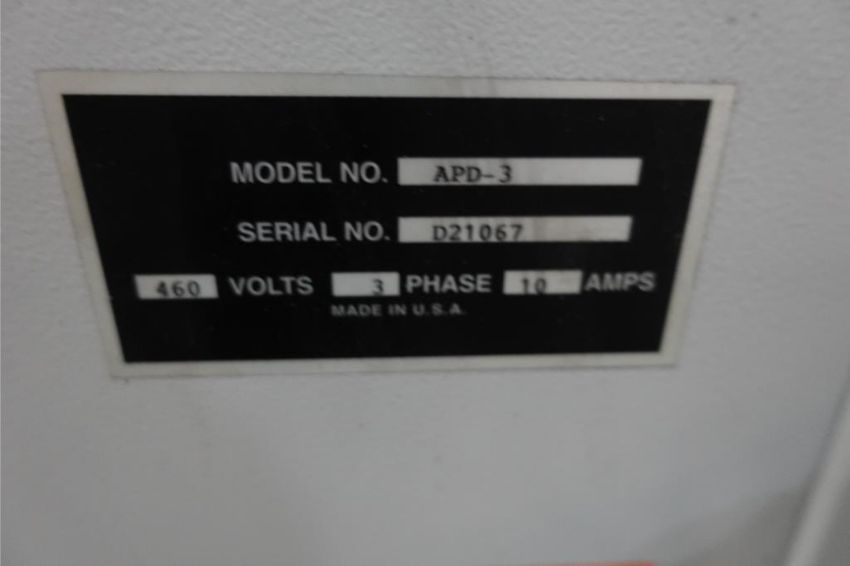 MODEL NO. APD-3
SERIAL NO. D21067
460 VOLTS 3 PHASE 10 AMPS
MADE IN U.S.A.